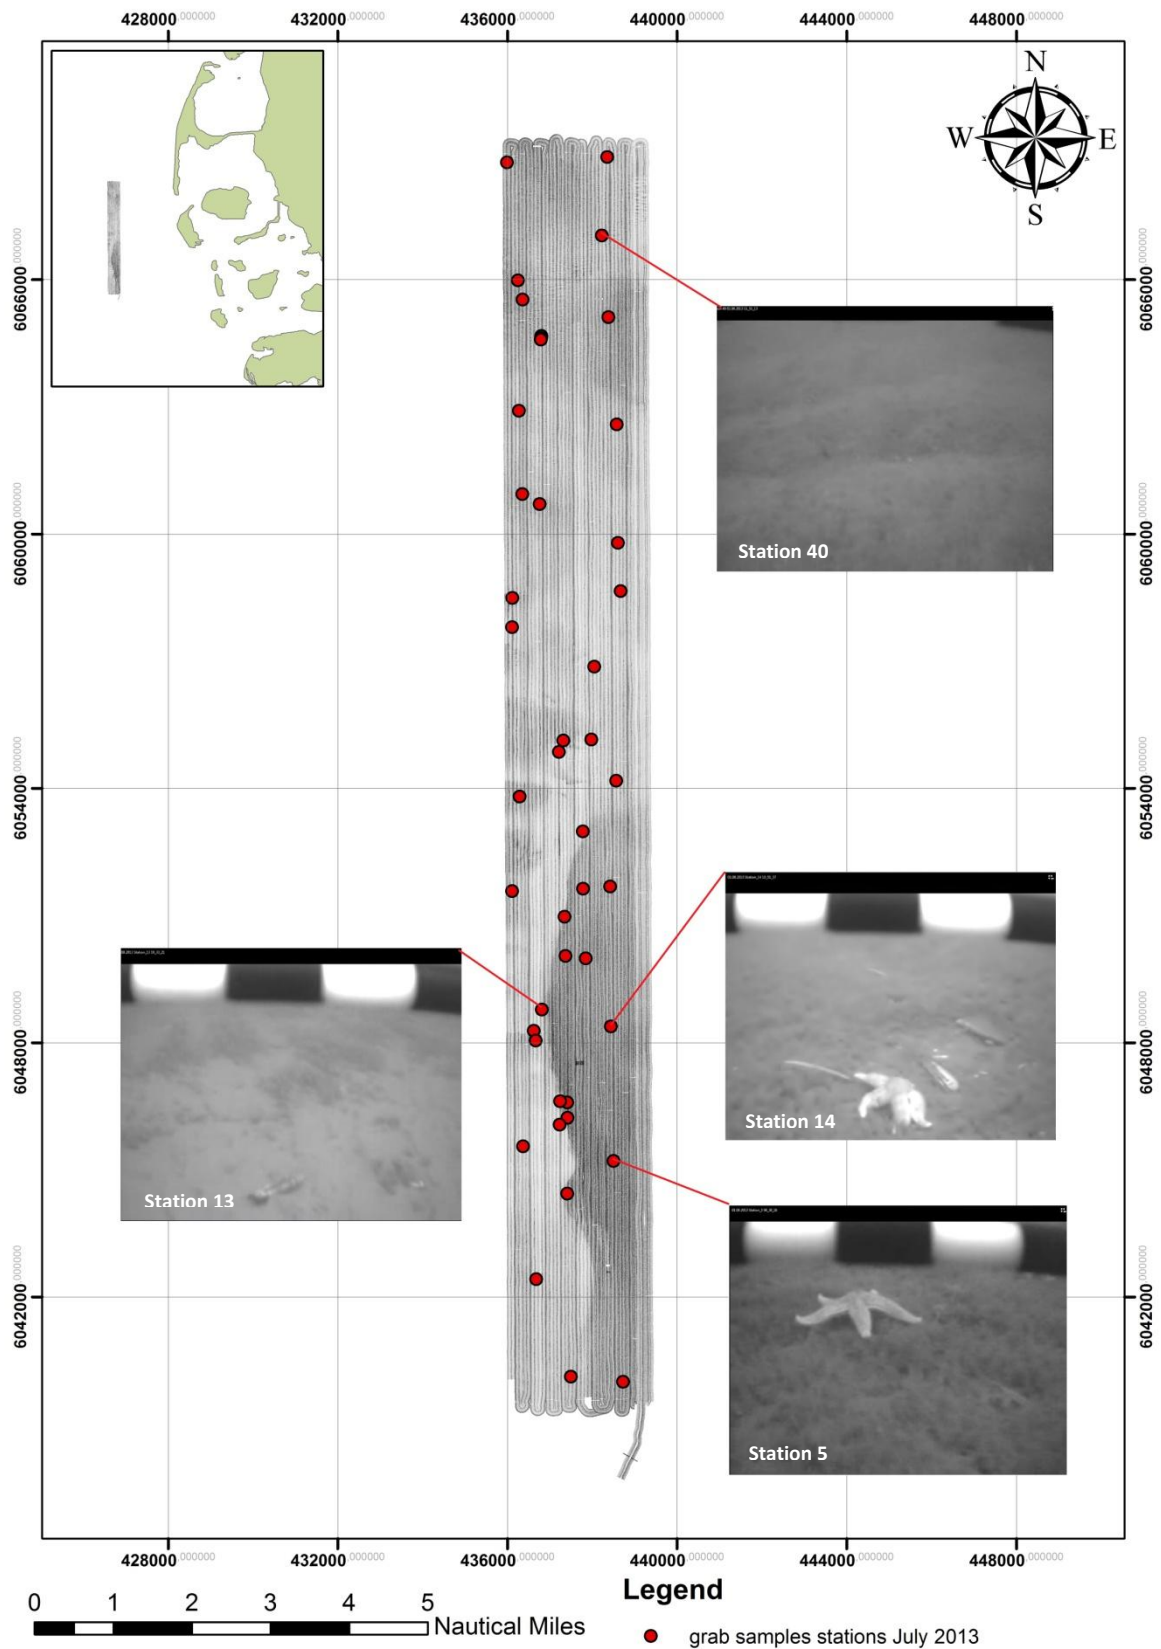 428000.000000 432000.000000 436000.000000 440000.000000 444000.000000 448000.000000
N
W E
S
6066000.000000 6066000.000000
Station 40
6060000.000000 6060000.000000
6054000.000000 6054000.000000
Station 14
Station 13
6048000.000000 6048000.000000
Station 5
6042000.000000 6042000.000000
428000.000000 432000.000000 436000.000000 440000.000000 444000.000000 448000.000000
Legend
0 1 2 3 4 5
Nautical Miles
grab samples stations July 2013